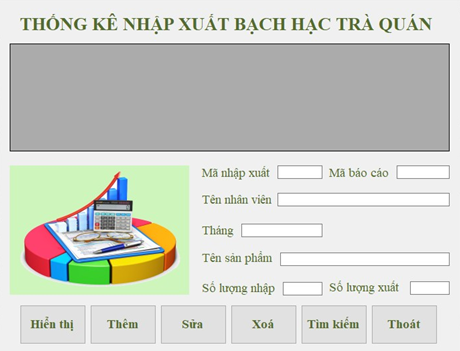 THỐNG KÊ NHẬP XUẤT BẠCH HẠC TRÀ QUÁN
Mã nhập xuất Mã báo cáo
Tên nhân viên
Tháng
Tên sản phẩm
Số lượng nhập Số lượng xuất
Hiển thị Thêm Sửa Xoá Tìm kiếm Thoát